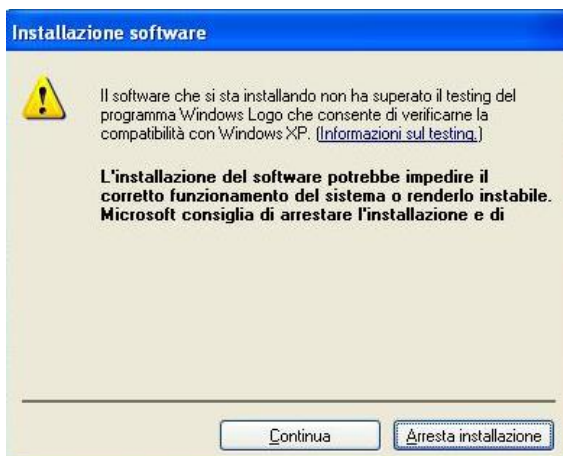 Installazione software
Il software che si sta installando non ha superato il testing del
programma Windows Logo che consente di verificarne la
compatibilità con Windows XP. (Informazioni sul testing.)
L'installazione del software potrebbe impedire il
corretto funzionamento del sistema o renderlo instabile.
Microsoft consiglia di arrestare l'installazione e di
Continua
Arresta installazione